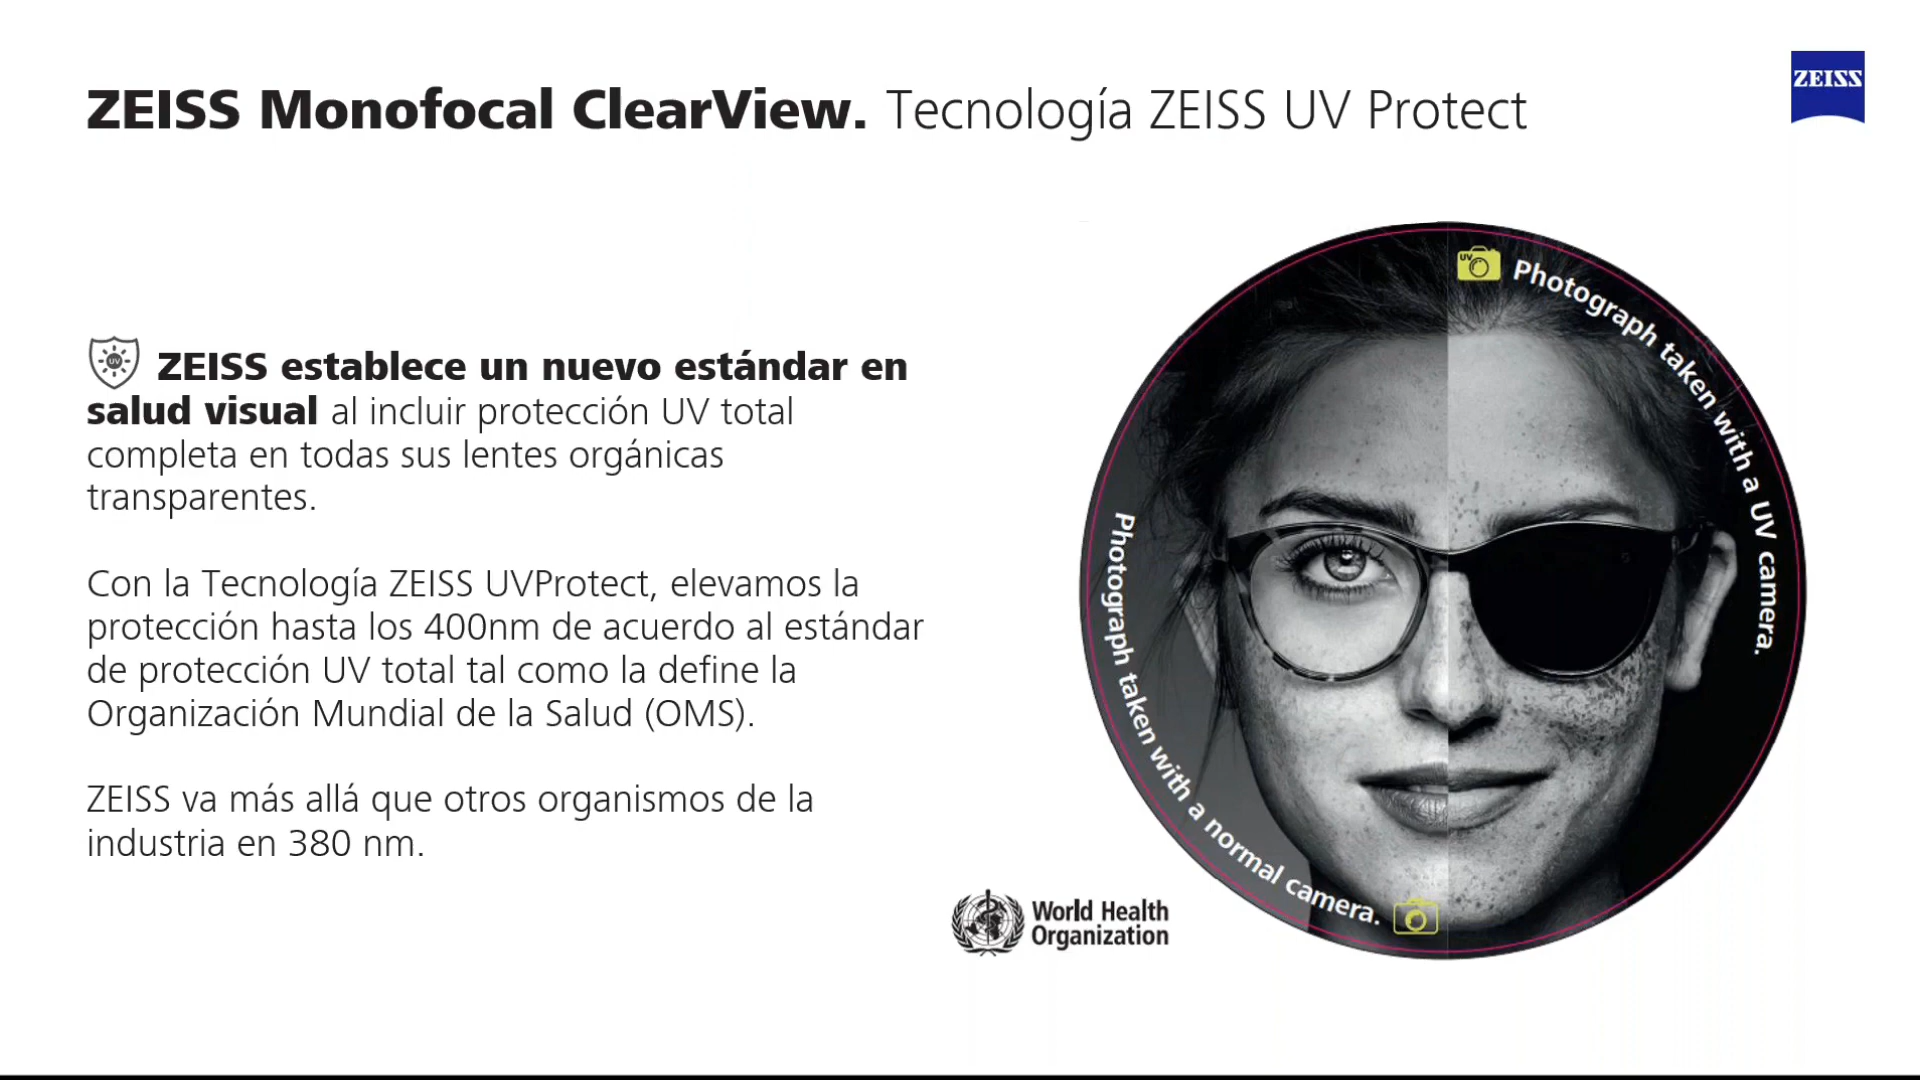 ZEISS Monofocal ClearView. Tecnología ZEISS UV Protect
ZEISS
ZEISS establece un nuevo estándar en
salud visual al incluir protección UV total
completa en todas sus lentes orgánicas
transparentes.
Con la Tecnología ZEISS UVProtect, elevamos la
protección hasta los 400nm de acuerdo al estándar
de protección UV total tal como la define la
Organización Mundial de la Salud (OMS).
ZEISS va más allá que otros organismos de la
industria en 380 nm.
UV
UV
Photograph taken with a UV camera.
Photograph taken with a normal camera.
World Health
Organization